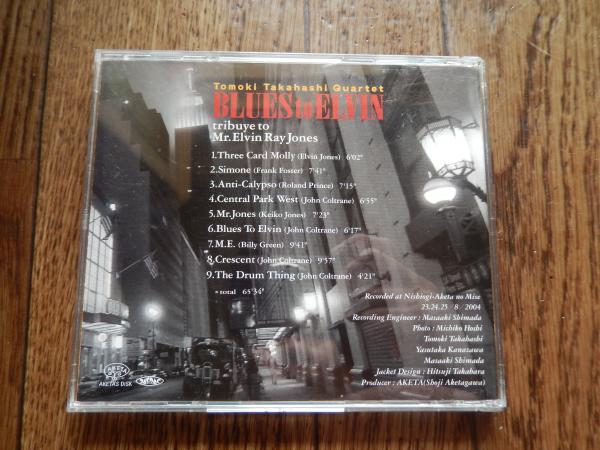 Tomoki Takahashi Quartet
BLUES to ELVIN
tribuye to
Mr. Elvin Ray Jones
1.Three Card Molly (Elvin Jones) 6'02"
2.Simone (Frank Foster) 7'41"
3.Anti-Calypso (Roland Prince) 7'15"
4.Central Park West (John Coltrane) 6'55"
5.Mr.Jones (Keiko Jones) 7'23"
6.Blues To Elvin (John Coltrane) 6'17"
7.M.E. (Billy Green) 9'41"
8.Crescent (John Coltrane) 9'57"
9.The Drum Thing (John Coltrane) 4'21"
* total 65'34"
Recorded at Nishiogi-Aketa no Mise
23.24.25 - 8 - 2004
Recording Engineer : Masaaki Shimada
Photo : Michiko Hoshi
Tomoki Takahashi
Yasutaka Kanazawa
Masaaki Shimada
Jacket Design : Hitsuji Takahara
Producer : AKETA(Shoji Aketagawa)
AKETA'S DISK